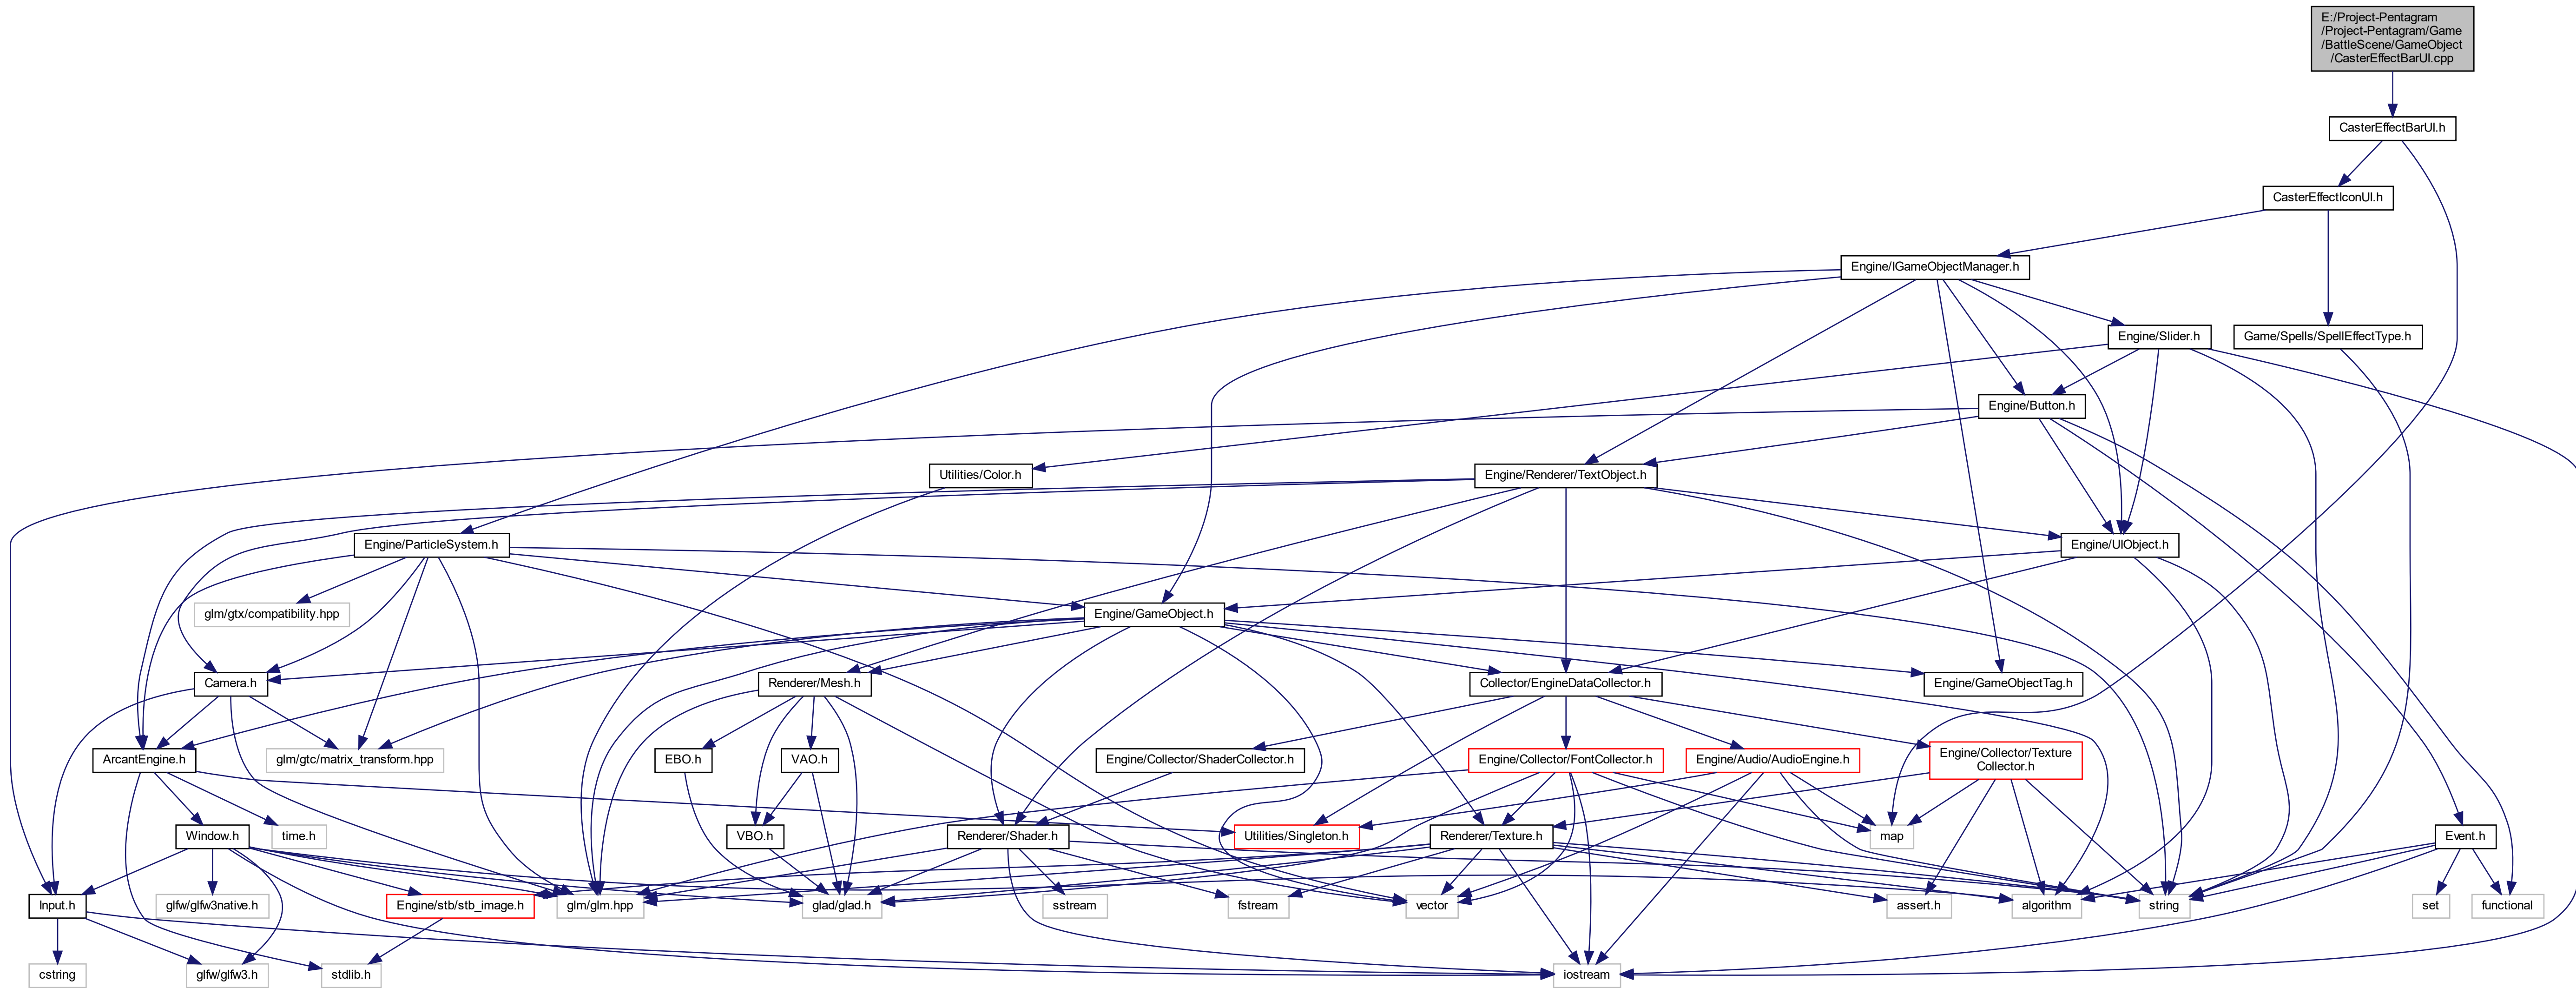 E:/Project-Pentagram
/Project-Pentagram/Game
/BattleScene/GameObject
/CasterEffectBarUI.cpp
CasterEffectBarUI.h
CasterEffectIconUI.h
Engine/IGameObjectManager.h
Engine/Slider.h
Game/Spells/SpellEffectType.h
Engine/Button.h
Utilities/Color.h
Engine/Renderer/TextObject.h
Engine/ParticleSystem.h
Engine/UIObject.h
glm/gtx/compatibility.hpp
Engine/GameObject.h
Camera.h
Renderer/Mesh.h
Collector/EngineDataCollector.h
Engine/GameObjectTag.h
ArcantEngine.h
glm/gtc/matrix_transform.hpp
EBO.h
VAO.h
Engine/Collector/ShaderCollector.h
Engine/Collector/FontCollector.h
Engine/Audio/AudioEngine.h
Engine/Collector/Texture
Collector.h
Window.h
time.h
VBO.h
Renderer/Shader.h
Utilities/Singleton.h
Renderer/Texture.h
map
Event.h
Input.h
glfw/glfw3native.h
Engine/stb/stb_image.h
glm/glm.hpp
glad/glad.h
sstream
fstream
vector
assert.h
algorithm
string
set
functional
cstring
glfw/glfw3.h
stdlib.h
iostream